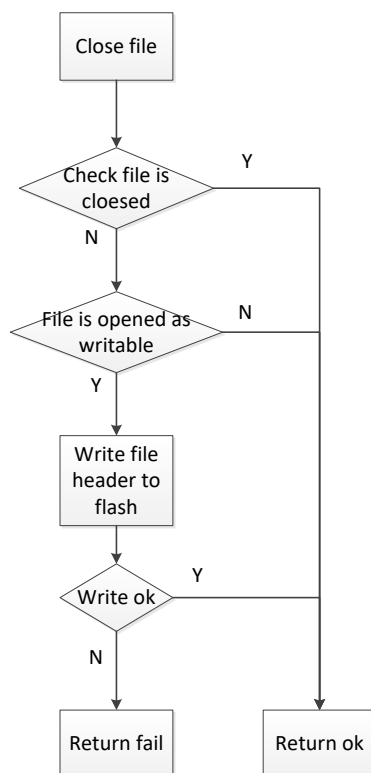 Close file
Y
Check file is
cloesed
N
File is opened as
writable
N
Y
Write file
header to
flash
Y
Write ok
N
Return fail
Return ok